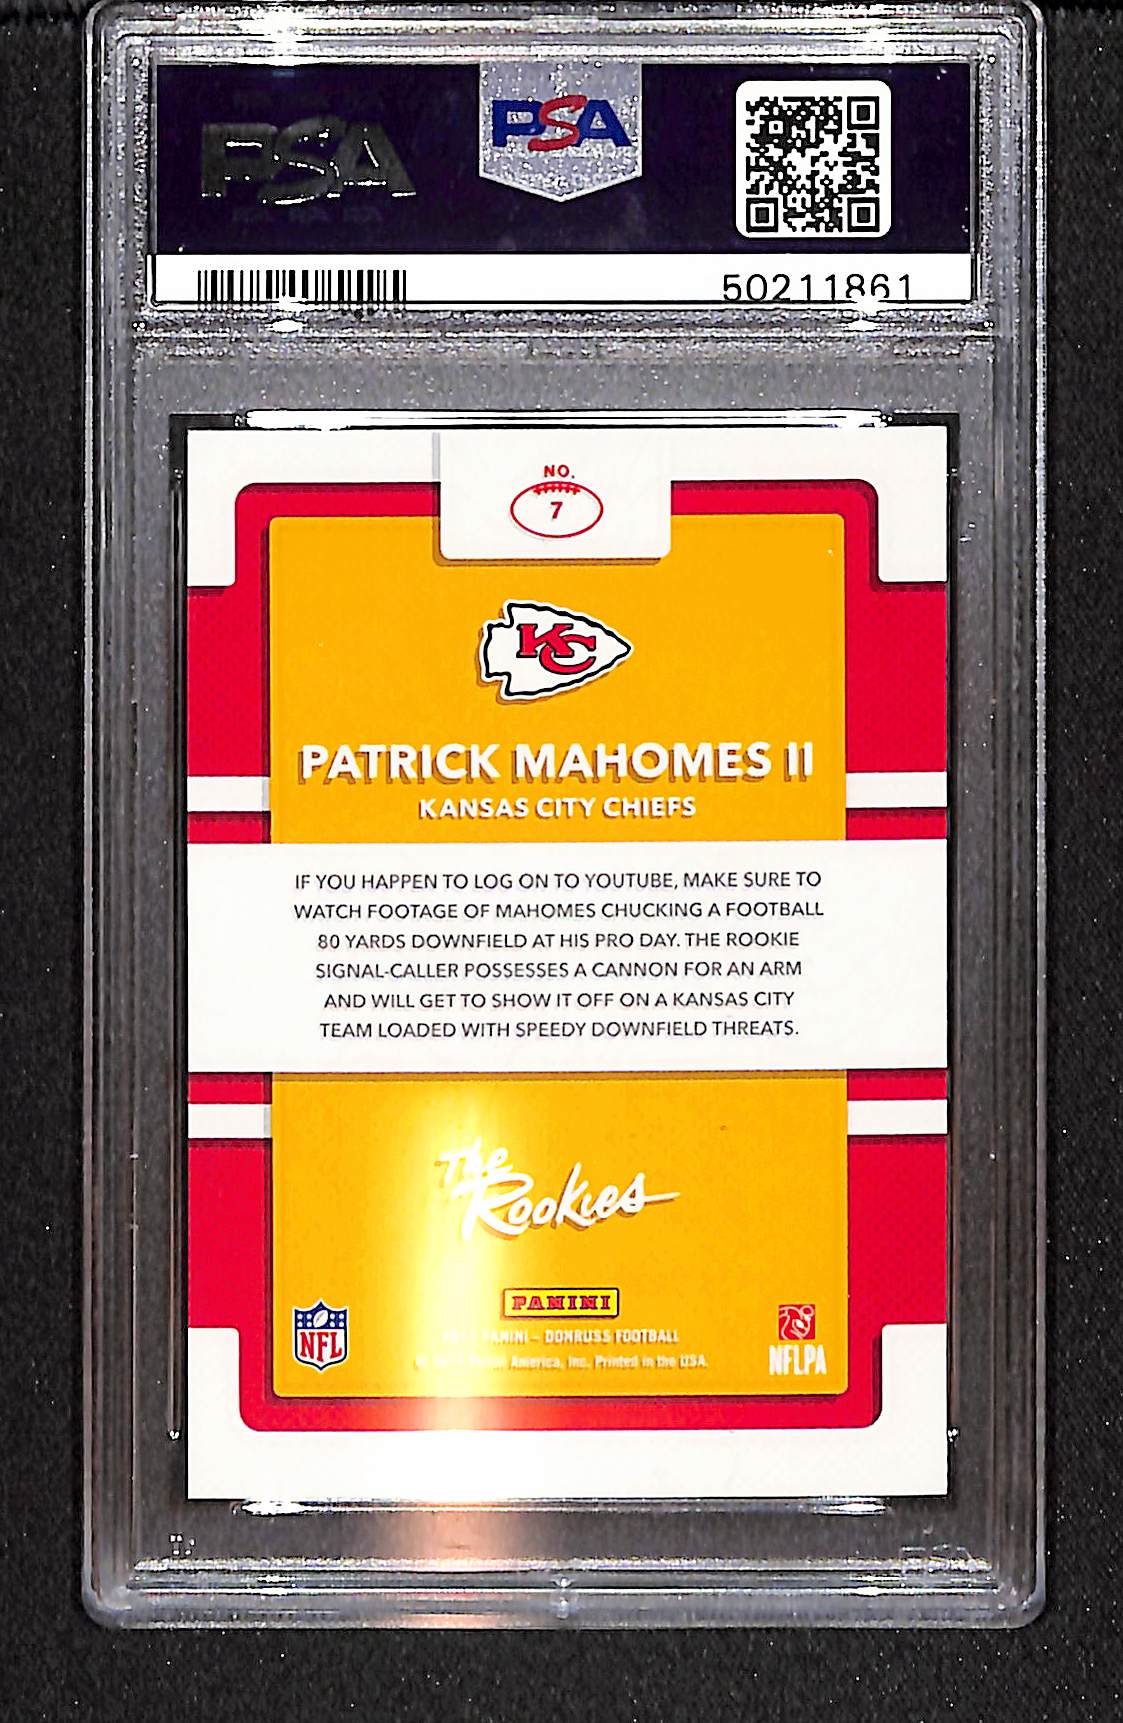 PSA
PSA
50211861
NO.
7
KC
PATRICK MAHOMES II
KANSAS CITY CHIEFS
IF YOU HAPPEN TO LOG ON TO YOUTUBE, MAKE SURE TO
WATCH FOOTAGE OF MAHOMES CHUCKING A FOOTBALL
80 YARDS DOWNFIELD AT HIS PRO DAY. THE ROOKIE
SIGNAL-CALLER POSSESSES A CANNON FOR AN ARM
AND WILL GET TO SHOW IT OFF ON A KANSAS CITY
TEAM LOADED WITH SPEEDY DOWNFIELD THREATS.
The
Rookies
PANINI
NFL
PANINI – DONRUSS FOOTBALL
America, Inc. Printed in the USA.
NFLPA
PSA